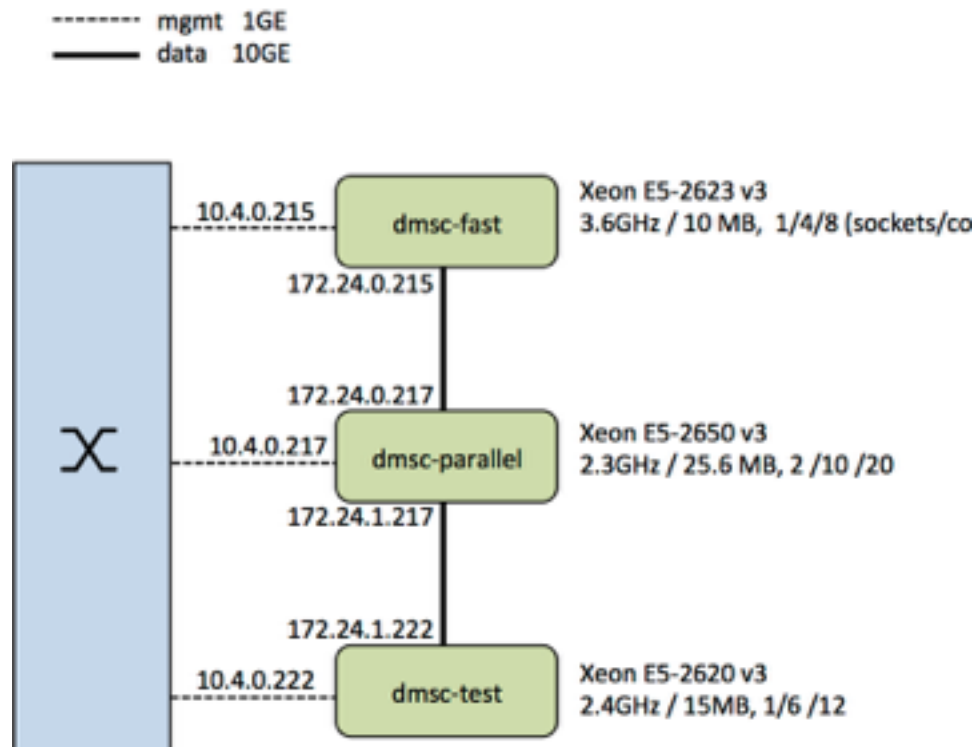 mgmt 1GE
data 10GE
10.4.0.215
dmsc-fast
Xeon E5-2623 v3
3.6GHz / 10 MB, 1/4/8 (sockets/co
172.24.0.215
172.24.0.217
10.4.0.217
dmsc-parallel
Xeon E5-2650 v3
2.3GHz / 25.6 MB, 2 /10 /20
172.24.1.217
172.24.1.222
10.4.0.222
dmsc-test
Xeon E5-2620 v3
2.4GHz / 15MB, 1/6 /12